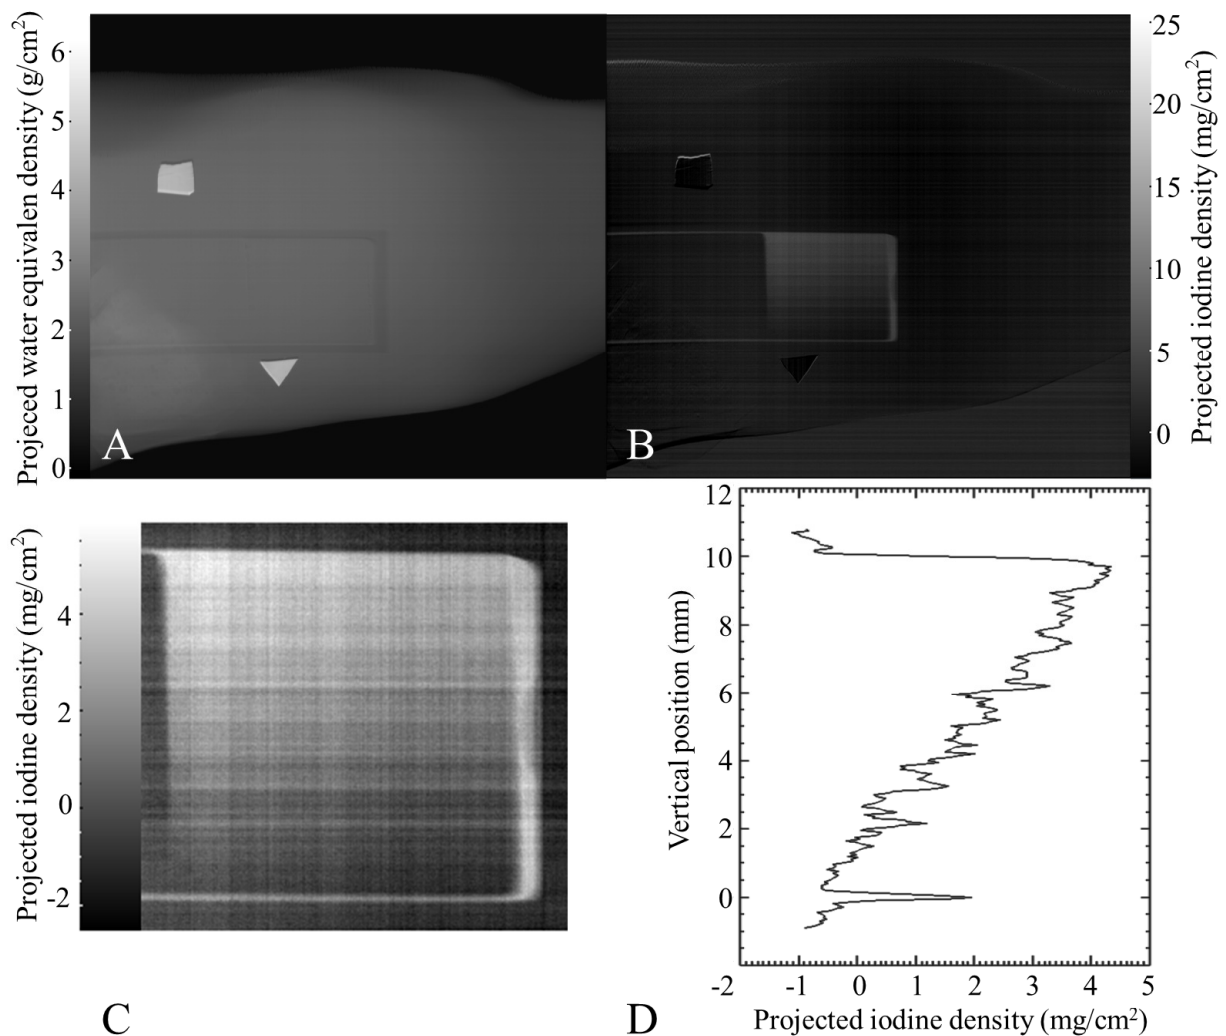 Projeced water equivalen density (g/cm²)
6
5
4
3
2
1
0
A
B
25
20
15
10
5
0
Projected iodine density (mg/cm²)
Projected iodine density (mg/cm²)
4
2
0
-2
C
Vertical position (mm)
12
10
8
6
4
2
0
-2 -1 0 1 2 3 4 5
D Projected iodine density (mg/cm²)